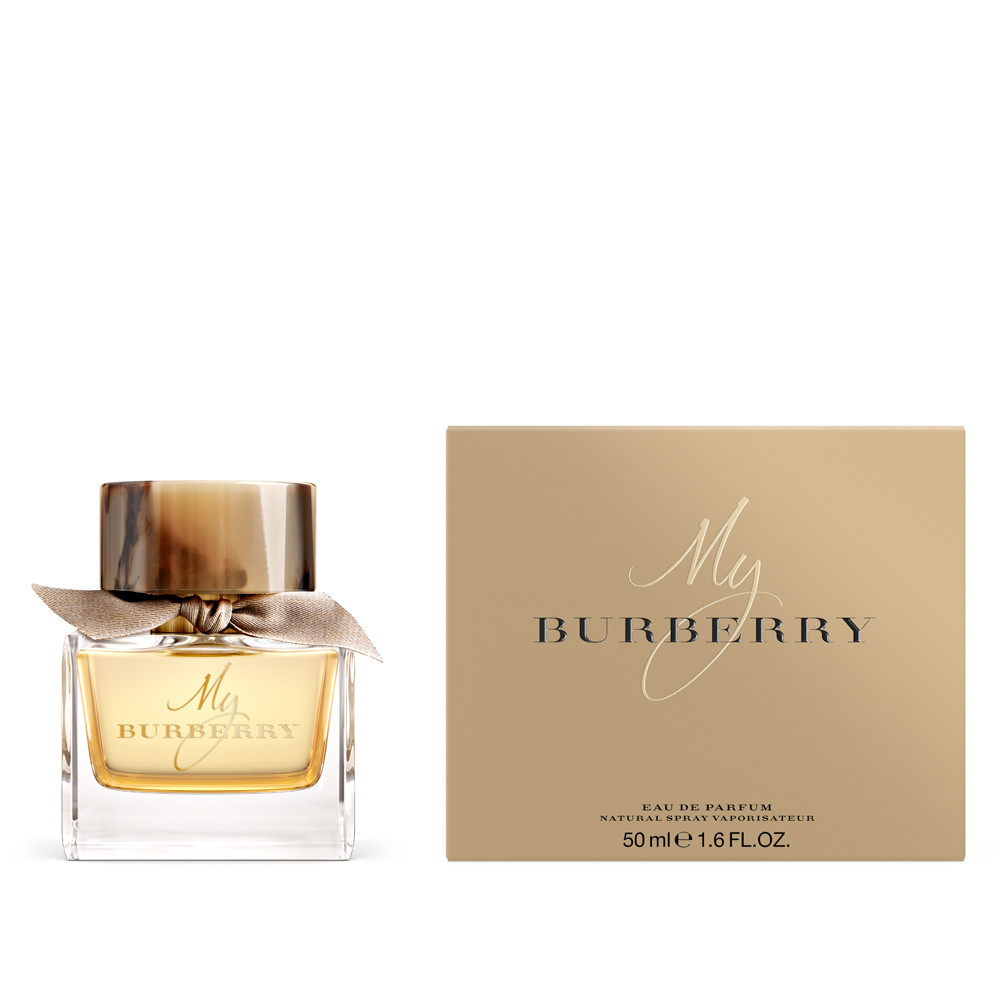 My
BURBERRY
My
BURBERRY
EAU DE PARFUM
NATURAL SPRAY VAPORISATEUR
50 ml ℮ 1.6 FL.OZ.